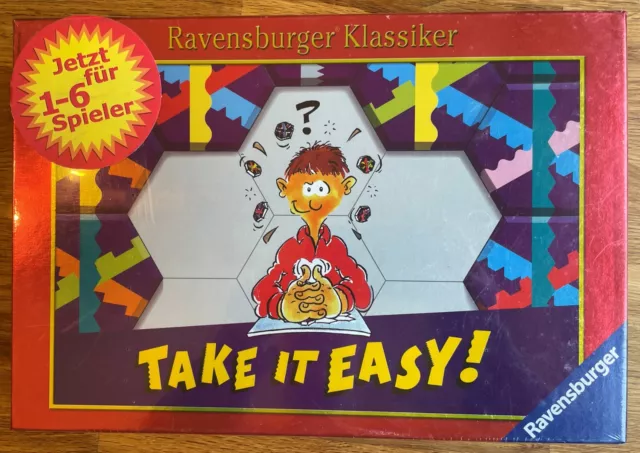 Ravensburger Klassiker
Jetzt
für
1-6
Spieler
?
TAKE IT EASY!
Ravensburger